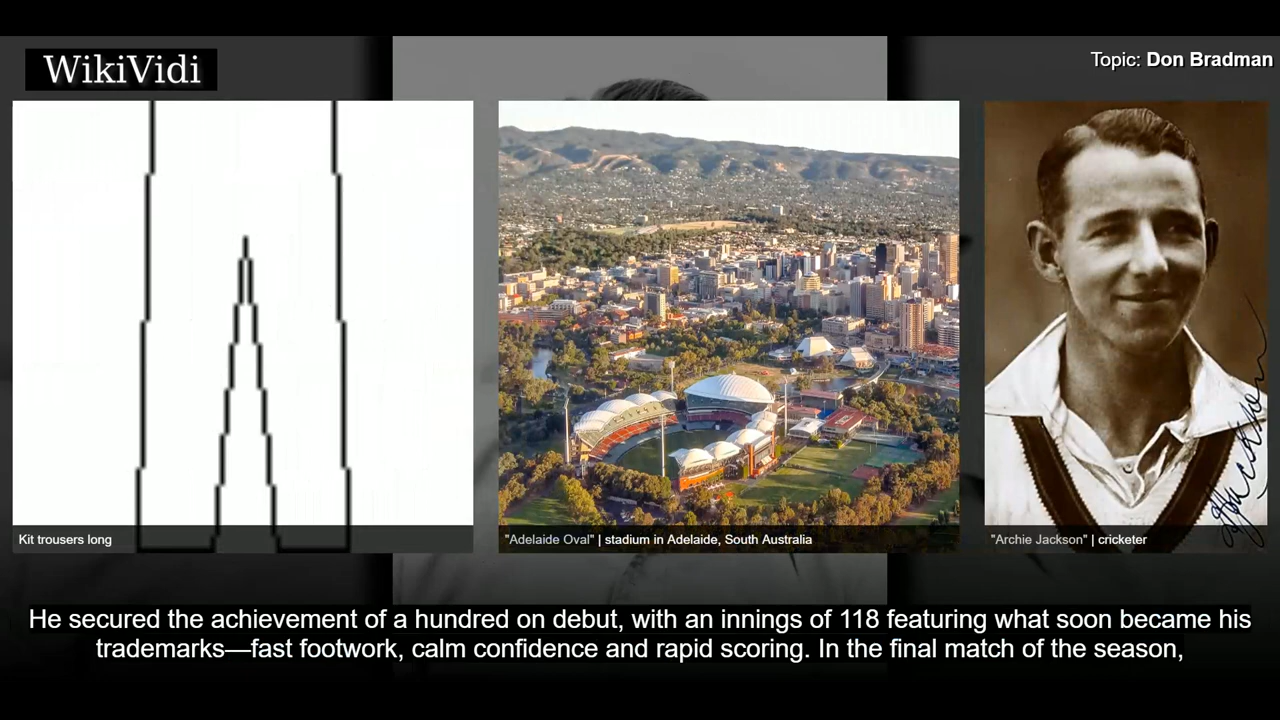 WikiVidi
Topic: Don Bradman
Kit trousers long
"Adelaide Oval" | stadium in Adelaide, South Australia
"Archie Jackson" | cricketer
He secured the achievement of a hundred on debut, with an innings of 118 featuring what soon became his
trademarks—fast footwork, calm confidence and rapid scoring. In the final match of the season,